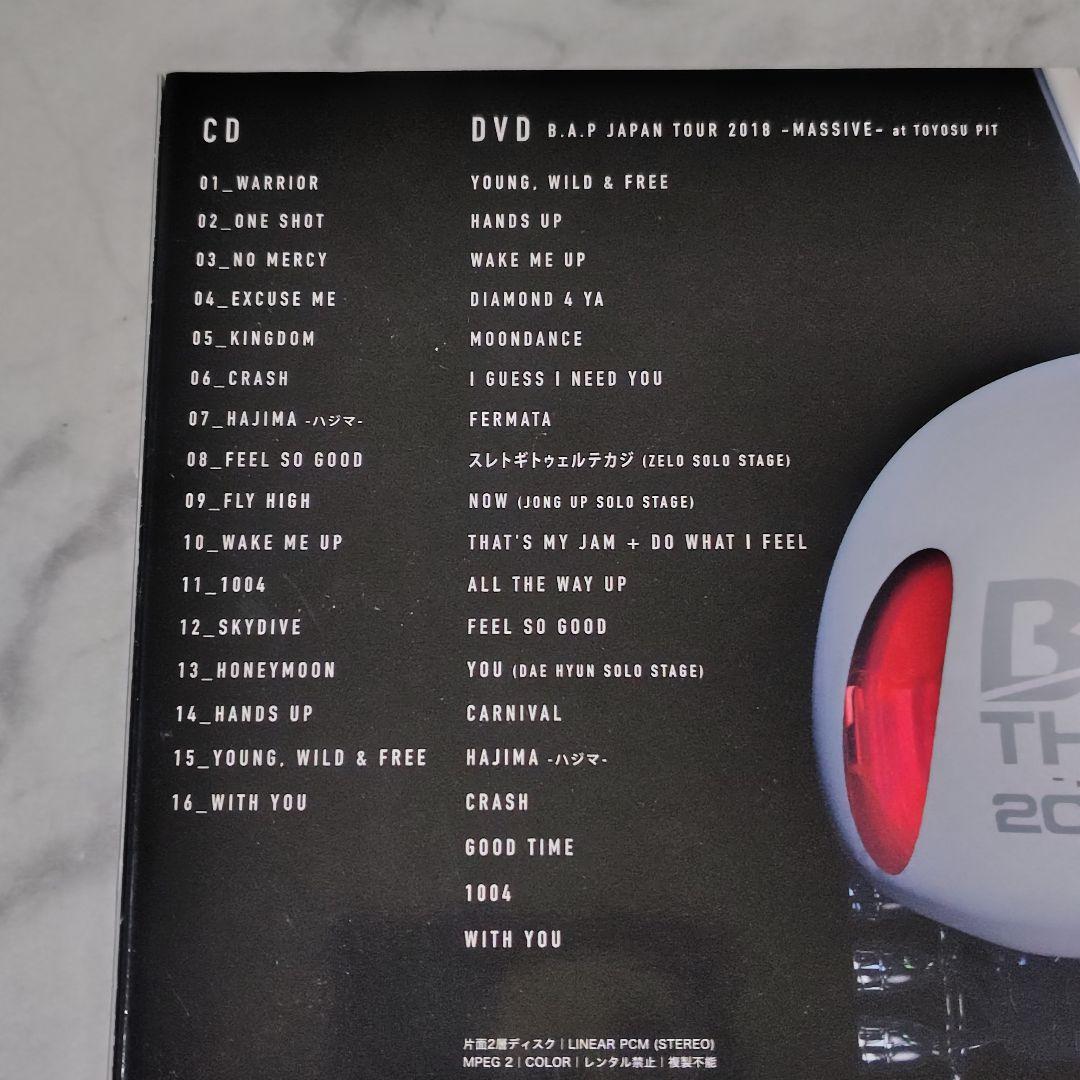 CD
01_WARRIOR
02_ONE SHOT
03_NO MERCY
04_EXCUSE ME
05_KINGDOM
06_CRASH
07_HAJIMA -ハジマ-
08_FEEL SO GOOD
09_FLY HIGH
10_WAKE ME UP
11_1004
12_SKYDIVE
13_HONEYMOON
14_HANDS UP
15_YOUNG, WILD & FREE
16_WITH YOU
DVD B.A.P JAPAN TOUR 2018 -MASSIVE- at TOYOSU PIT
YOUNG, WILD & FREE
HANDS UP
WAKE ME UP
DIAMOND 4 YA
MOONDANCE
I GUESS I NEED YOU
FERMATA
スレトギトゥェルテカジ (ZELO SOLO STAGE)
NOW (JONG UP SOLO STAGE)
THAT'S MY JAM + DO WHAT I FEEL
ALL THE WAY UP
FEEL SO GOOD
YOU (DAE HYUN SOLO STAGE)
CARNIVAL
HAJIMA -ハジマ-
CRASH
GOOD TIME
1004
WITH YOU
片面2層ディスク | LINEAR PCM (STEREO)
MPEG 2 | COLOR | レンタル禁止 | 複製不能
B
TH
20